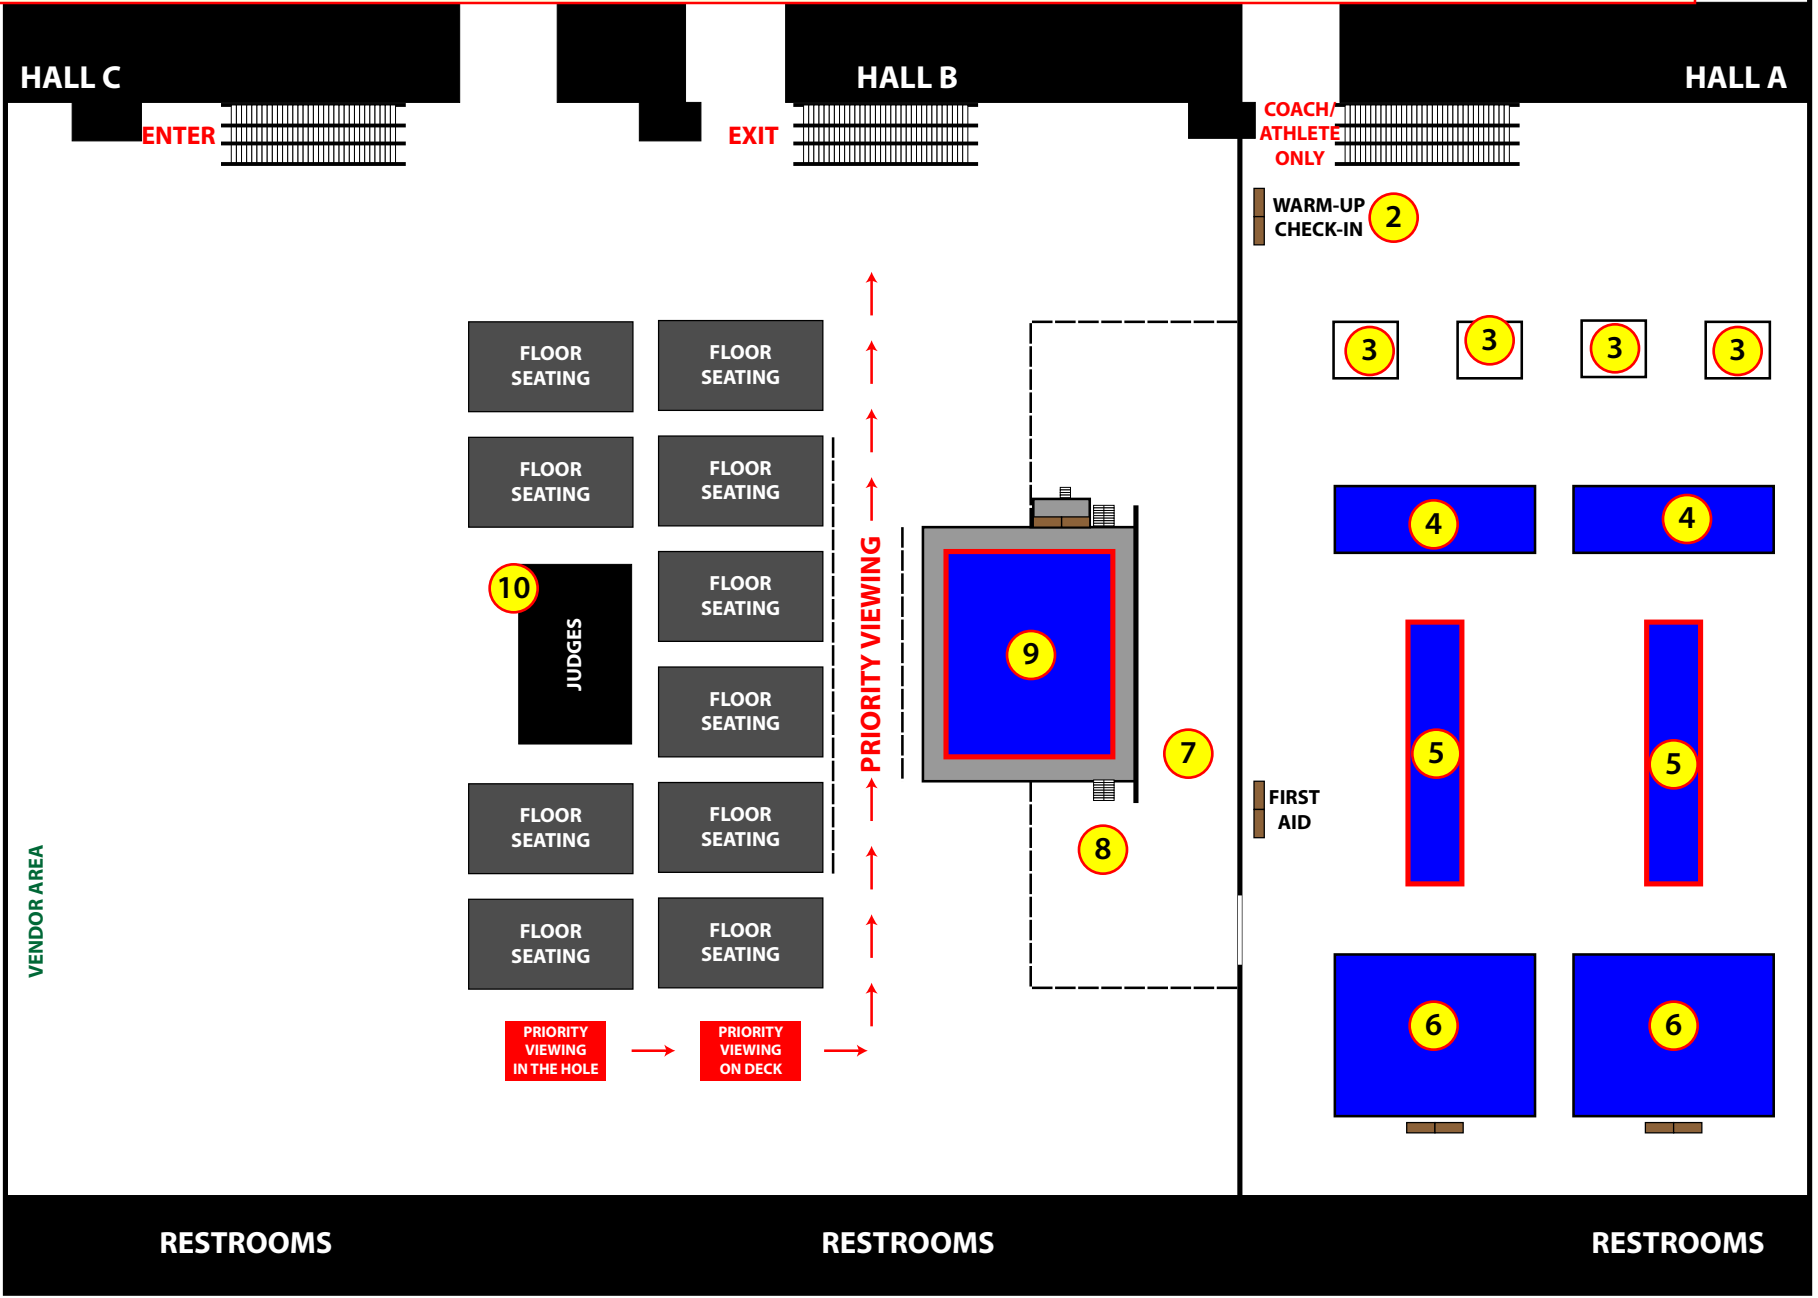 HALL C
HALL B
HALL A
ENTER
EXIT
COACH/
ATHLETE
ONLY
WARM-UP
CHECK-IN
2
3
3
3
3
FLOOR
SEATING
FLOOR
SEATING
FLOOR
SEATING
FLOOR
SEATING
4
4
10
JUDGES
FLOOR
SEATING
FLOOR
SEATING
PRIORITY VIEWING
9
7
8
5
5
FIRST
AID
FLOOR
SEATING
FLOOR
SEATING
VENDOR AREA
FLOOR
SEATING
FLOOR
SEATING
6
6
PRIORITY
VIEWING
IN THE HOLE
PRIORITY
VIEWING
ON DECK
RESTROOMS
RESTROOMS
RESTROOMS